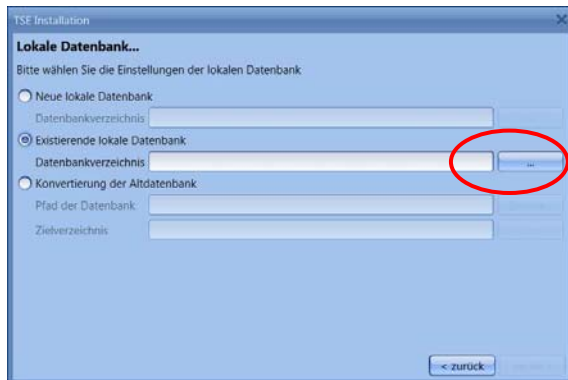 TSE Installation
Lokale Datenbank...
Bitte wählen Sie die Einstellungen der lokalen Datenbank
Neue lokale Datenbank
Datenbankverzeichnis
Existierende lokale Datenbank
Datenbankverzeichnis ...
Konvertierung der Altdatenbank
Pfad der Datenbank
Zielverzeichnis
< zurück